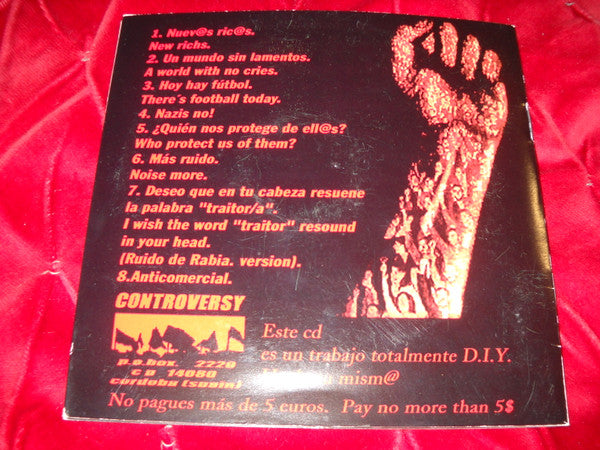 1. Nuev@s ric@s.
New richs.
2. Un mundo sin lamentos.
A world with no cries.
3. Hoy hay fútbol.
There´s football today.
4. Nazis no!
5. ¿Quién nos protege de ell@s?
Who protect us of them?
6. Más ruido.
Noise more.
7. Deseo que en tu cabeza resuene
la palabra "traitor/a".
I wish the word "traitor" resound
in your head.
(Ruido de Rabia. version).
8.Anticomercial.
CONTROVERSY
p.o.box. 2220
c p 14080
cordoba (spain)
Este cd
es un trabajo totalmente D.I.Y.
mism@
No pagues más de 5 euros. Pay no more than 5$